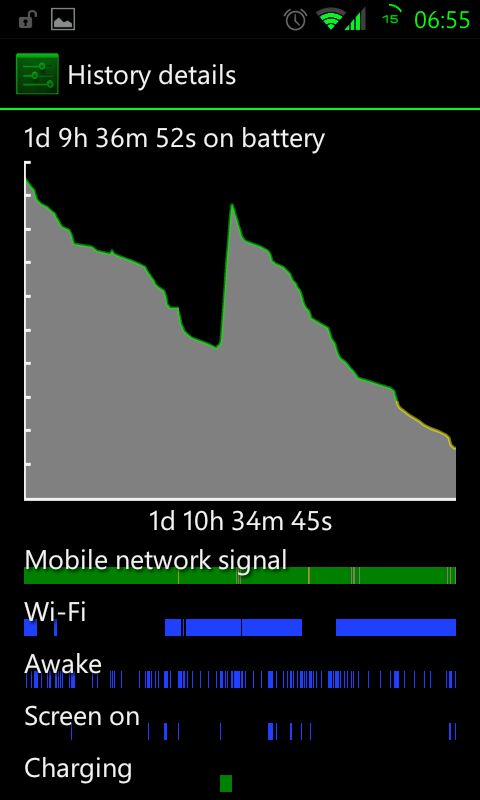 15 06:55
History details
1d 9h 36m 52s on battery
1d 10h 34m 45s
Mobile network signal
Wi-Fi
Awake
Screen on
Charging